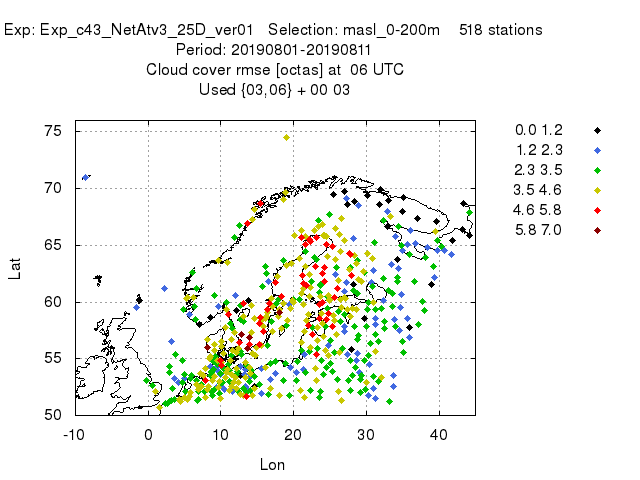 Exp: Exp_c43_NetAtv3_25D_ver01   Selection: masl_0-200m    518 stations
Period: 20190801-20190811
Cloud cover rmse [octas] at  06 UTC
Used {03,06} + 00 03
0.0 1.2
1.2 2.3
2.3 3.5
3.5 4.6
4.6 5.8
5.8 7.0
Lat
75
70
65
60
55
50
-10 0 10 20 30 40
Lon